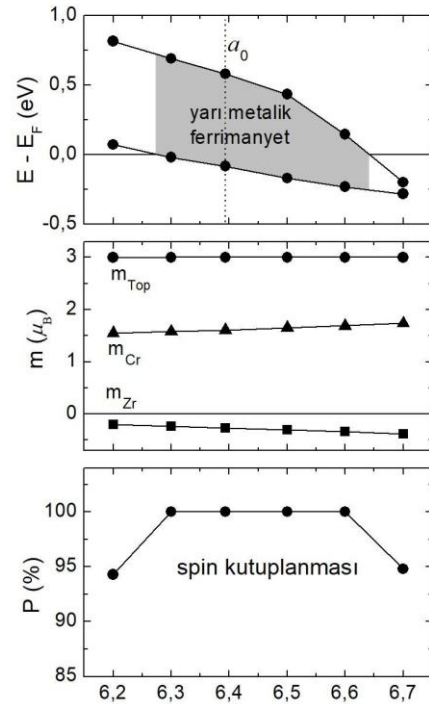 1,0
0,5
0,0
-0,5
E - E_F (eV)
a₀
yarı metalik
ferrimanyet
3
2
1
0
m (μ_B)
m_Top
m_Cr
m_Zr
100
95
90
85
P (%)
spin kutuplanması
6,2 6,3 6,4 6,5 6,6 6,7